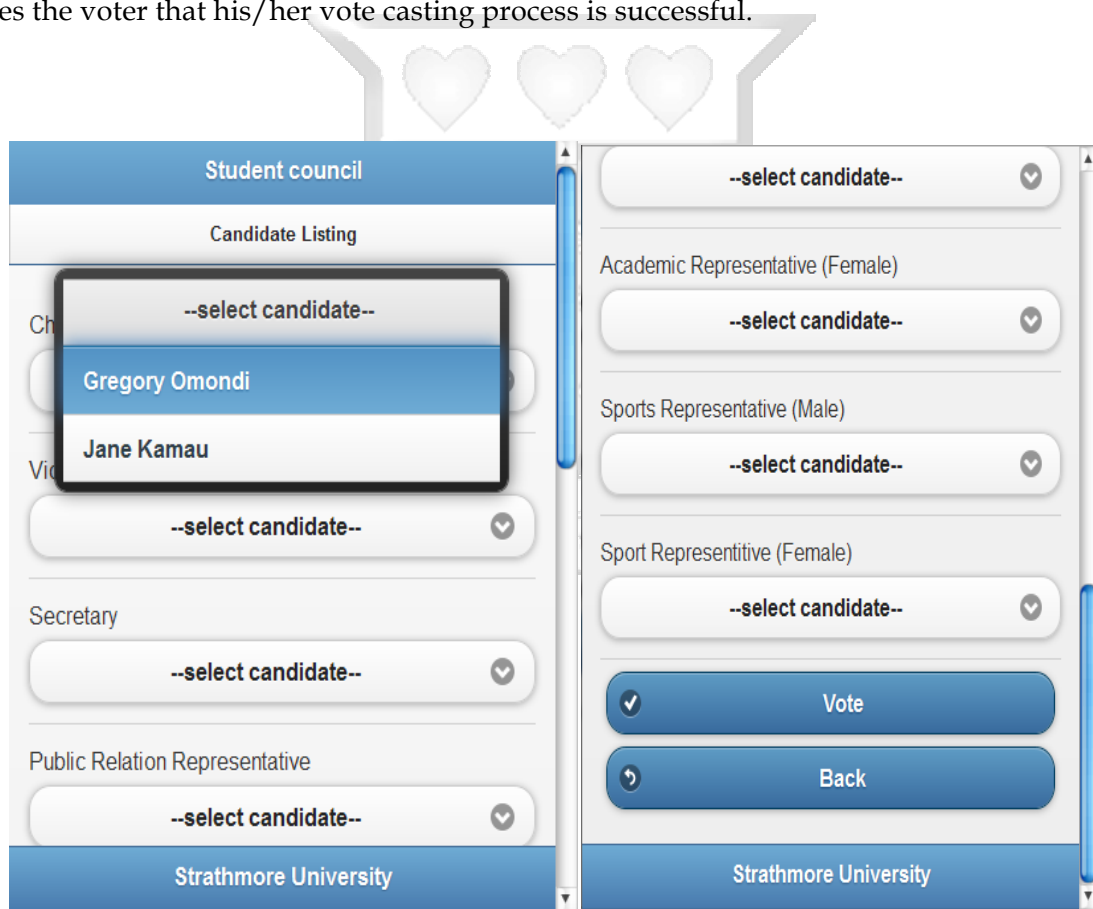 es the voter that his/her vote casting process is successful.
Student council
Candidate Listing
--select candidate--
Ch
Gregory Omondi
Jane Kamau
Vic
--select candidate--
Secretary
--select candidate--
Public Relation Representative
--select candidate--
Strathmore University
--select candidate--
Academic Representative (Female)
--select candidate--
Sports Representative (Male)
--select candidate--
Sport Representitive (Female)
--select candidate--
Vote
Back
Strathmore University